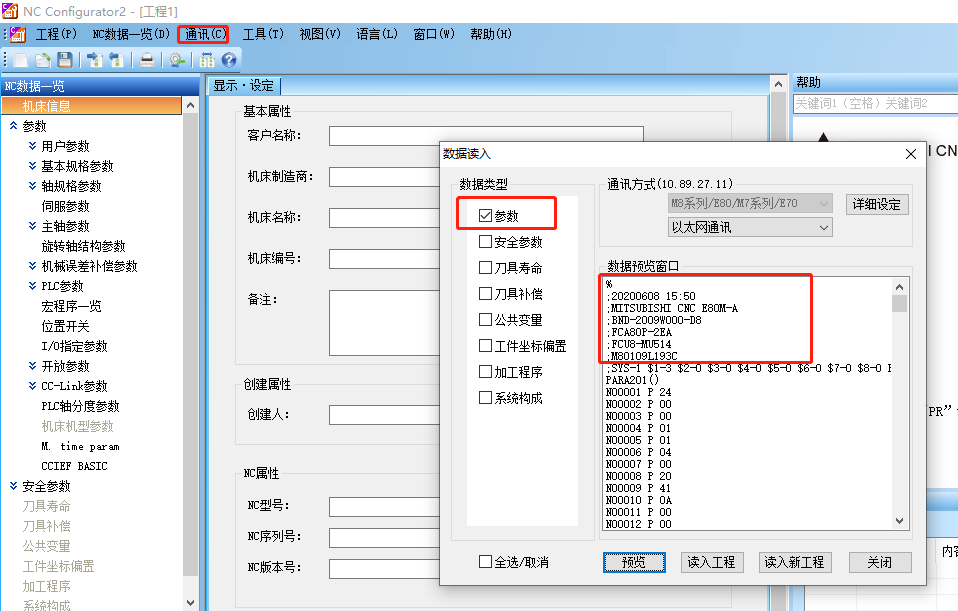 NC Configurator2 - [工程1]
工程(P) NC数据一览(D) 通讯(C) 工具(T) 视图(V) 语言(L) 窗口(W) 帮助(H)
NC数据一览
机床信息
参数
用户参数
基本规格参数
轴规格参数
伺服参数
主轴参数
旋转轴结构参数
机械误差补偿参数
PLC参数
宏程序一览
位置开关
I/O指定参数
开放参数
CC-Link参数
PLC轴分度参数
机床机型参数
M. time param
CCIEF BASIC
安全参数
刀具寿命
刀具补偿
公共变量
工件坐标偏置
加工程序
系统构成
显示・设定
基本属性
客户名称:
机床制造商:
机床名称:
机床编号:
备注:
创建属性
创建人:
NC属性
NC型号:
NC序列号:
NC版本号:
帮助
关键词1（空格）关键词2
CN
PR”
内容
数据读入
数据类型
参数
安全参数
刀具寿命
刀具补偿
公共变量
工件坐标偏置
加工程序
系统构成
全选/取消
通讯方式(10.89.27.11)
M8系列/E80/M7系列/E70
详细设定
以太网通讯
数据预览窗口
%
;20200608 15:50
;MITSUBISHI CNC E80M-A
;BND-2009W000-D8
;FCA80P-2EA
;FCU8-MU514
;M80109L193C
;SYS-1 $1-3 $2-0 $3-0 $4-0 $5-0 $6-0 $7-0 $8-0
PARA201()
N00001 P 24
N00002 P 00
N00003 P 00
N00004 P 01
N00005 P 01
N00006 P 04
N00007 P 00
N00008 P 20
N00009 P 41
N00010 P 0A
N00011 P 00
N00012 P 00
预览 读入工程 读入新工程 关闭